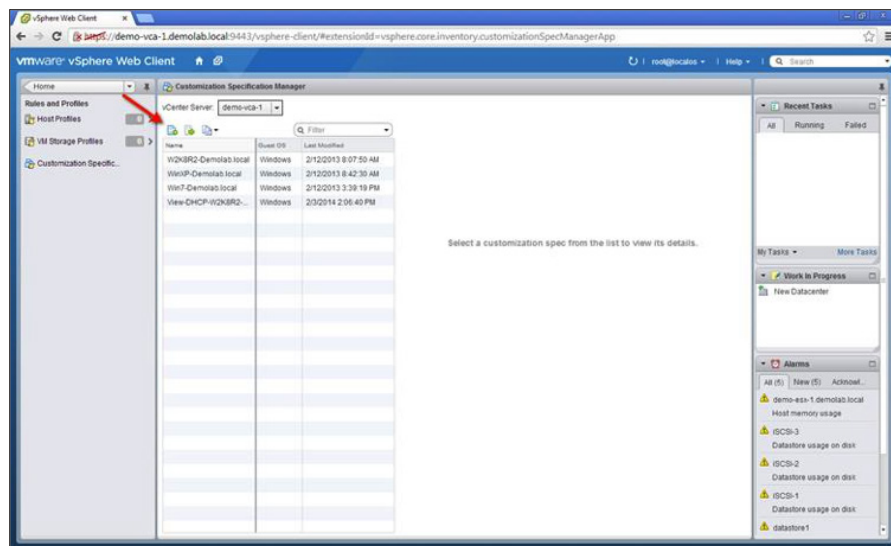 vSphere Web Client
https://demo-vca-1.demolab.local:9443/vsphere-client/#extensionId=vsphere.core.inventory.customizationSpecManagerApp
vmware vSphere Web Client
root@localos
Help
Search
Home
Customization Specification Manager
Rules and Profiles
Host Profiles
0
VM Storage Profiles
0
Customization Specific...
vCenter Server: demo-vca-1
Filter
Name Guest OS Last Modified
W2K8R2-Demolab.local Windows 2/12/2013 8:07:50 AM
WinXP-Demolab.local Windows 2/12/2013 8:42:30 AM
Win7-Demolab.local Windows 2/12/2013 3:39:19 PM
View-DHCP-W2K8R2-... Windows 2/3/2014 2:06:40 PM
Select a customization spec from the list to view its details.
Recent Tasks
All Running Failed
My Tasks More Tasks
Work In Progress
New Datacenter
Alarms
All (5) New (5) Acknowl...
demo-esx-1.demolab.local
Host memory usage
iSCSI-3
Datastore usage on disk
iSCSI-2
Datastore usage on disk
iSCSI-1
Datastore usage on disk
datastore1